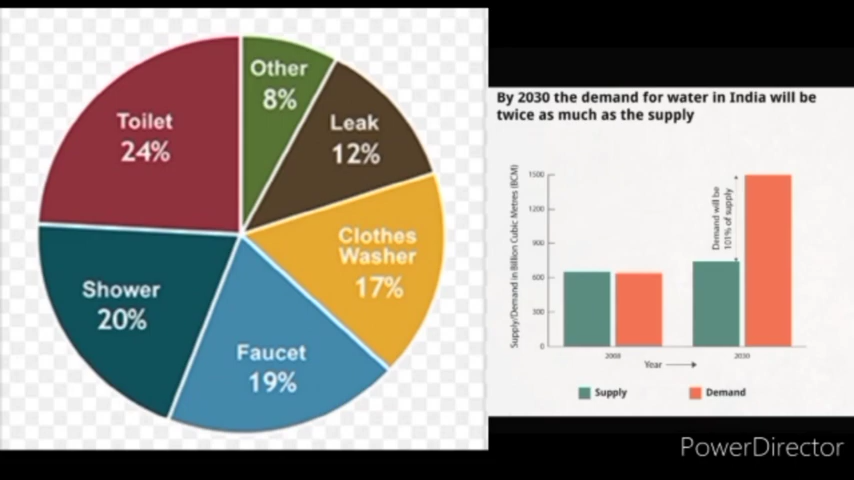 Other
8%
Leak
12%
Toilet
24%
Clothes
Washer
17%
Shower
20%
Faucet
19%
By 2030 the demand for water in India will be
twice as much as the supply
Supply/Demand in Billion Cubic Metres (BCM)
1500
1200
900
600
300
0
Demand will be
101% of supply
2008
2030
Year
Supply
Demand
PowerDirector